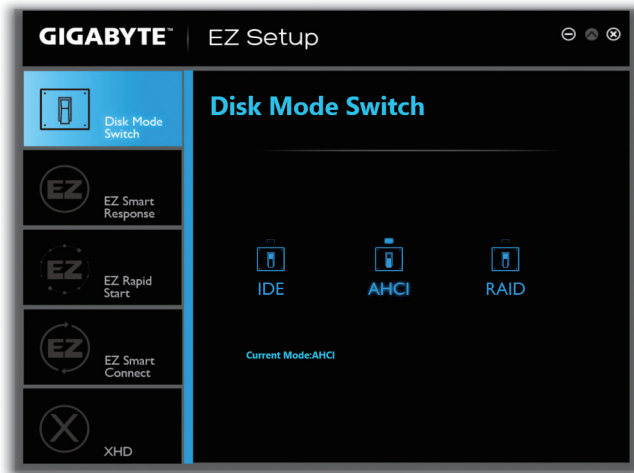 GIGABYTE™ EZ Setup
Disk Mode
Switch
EZ
EZ Smart
Response
EZ
EZ Rapid
Start
EZ
EZ Smart
Connect
X
XHD
Disk Mode Switch
IDE AHCI RAID
Current Mode:AHCI